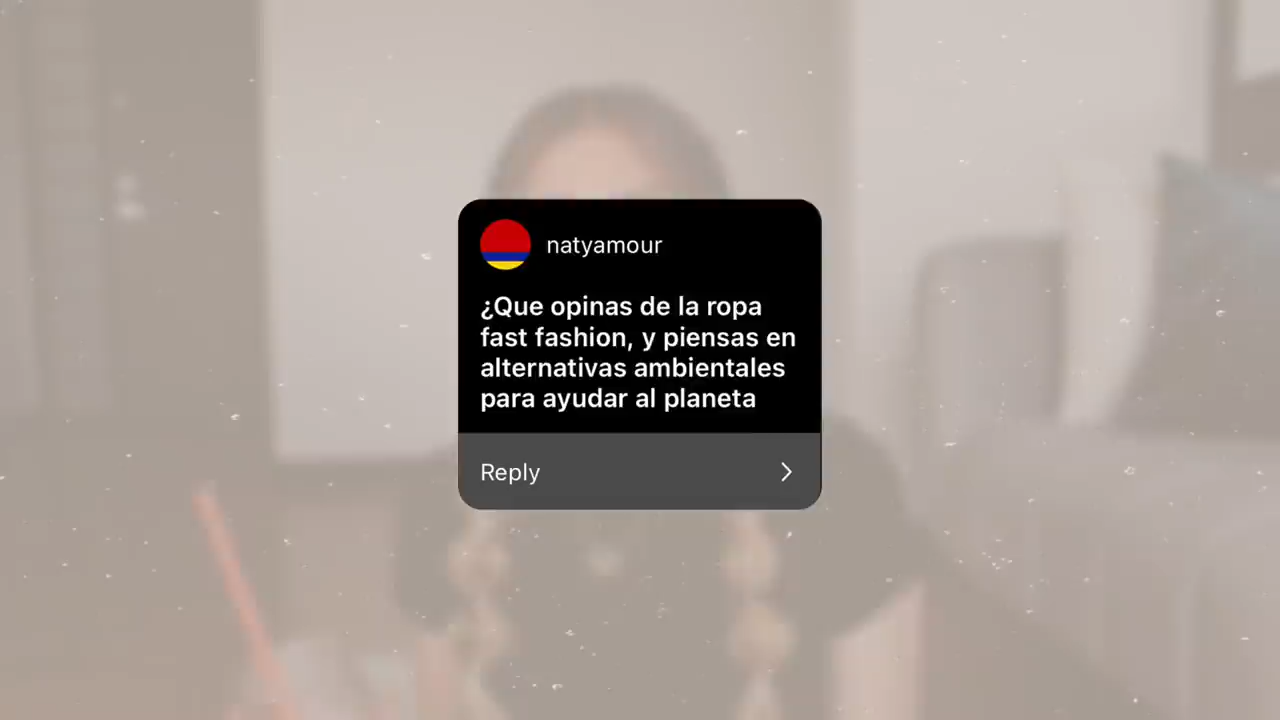 natyamour
¿Que opinas de la ropa
fast fashion, y piensas en
alternativas ambientales
para ayudar al planeta
Reply